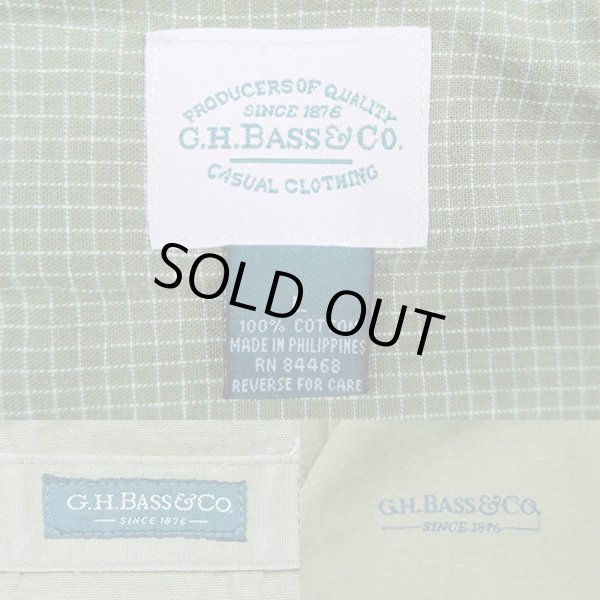 PRODUCERS OF QUALITY
SINCE 1876
G.H. BASS & CO.
CASUAL CLOTHING
SOLD OUT
100%
MADE IN PHILIPPINES
RN 84468
REVERSE FOR CARE
G.H. BASS & CO.
SINCE 1876
G.H. BASS & CO.
SINCE 1876